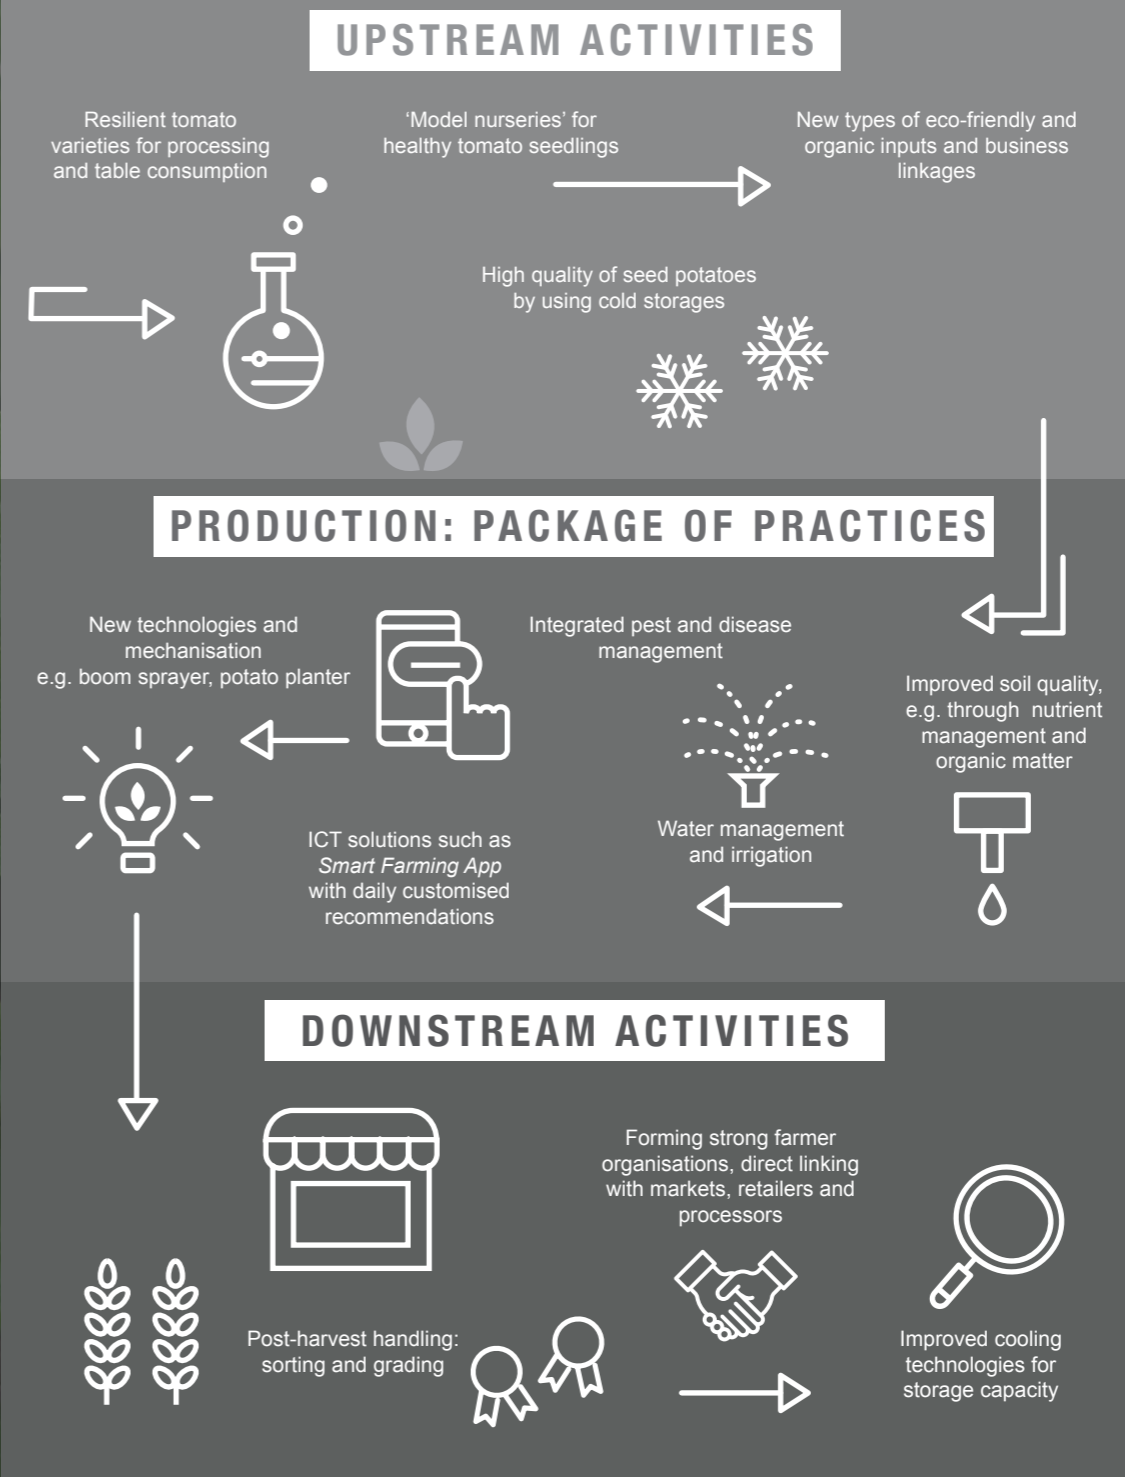 UPSTREAM ACTIVITIES
Resilient tomato
varieties for processing
and table consumption
‘Model nurseries’ for
healthy tomato seedlings
New types of eco-friendly and
organic inputs and business
linkages
High quality of seed potatoes
by using cold storages
PRODUCTION: PACKAGE OF PRACTICES
New technologies and
mechanisation
e.g. boom sprayer, potato planter
Integrated pest and disease
management
Improved soil quality,
e.g. through nutrient
management and
organic matter
ICT solutions such as
Smart Farming App
with daily customised
recommendations
Water management
and irrigation
DOWNSTREAM ACTIVITIES
Forming strong farmer
organisations, direct linking
with markets, retailers and
processors
Post-harvest handling:
sorting and grading
Improved cooling
technologies for
storage capacity